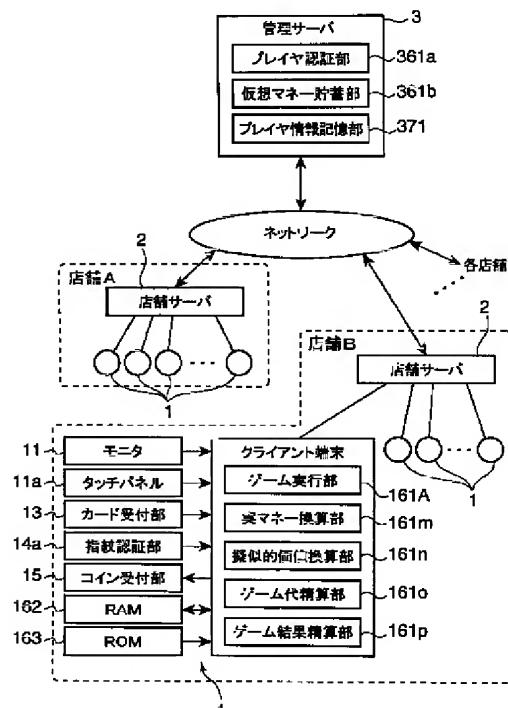 3
管理サーバ
プレイヤ認証部
361a
仮想マネー貯蓄部
361b
プレイヤ情報記憶部
371
ネットワーク
各店舗
店舗A
2
店舗サーバ
1
店舗B
2
店舗サーバ
1
11
モニタ
11a
タッチパネル
13
カード受付部
14a
指紋認証部
15
コイン受付部
162
RAM
163
ROM
クライアント端末
ゲーム実行部
161A
実マネー換算部
161m
擬似的価値換算部
161n
ゲーム代精算部
161o
ゲーム結果精算部
161p
1